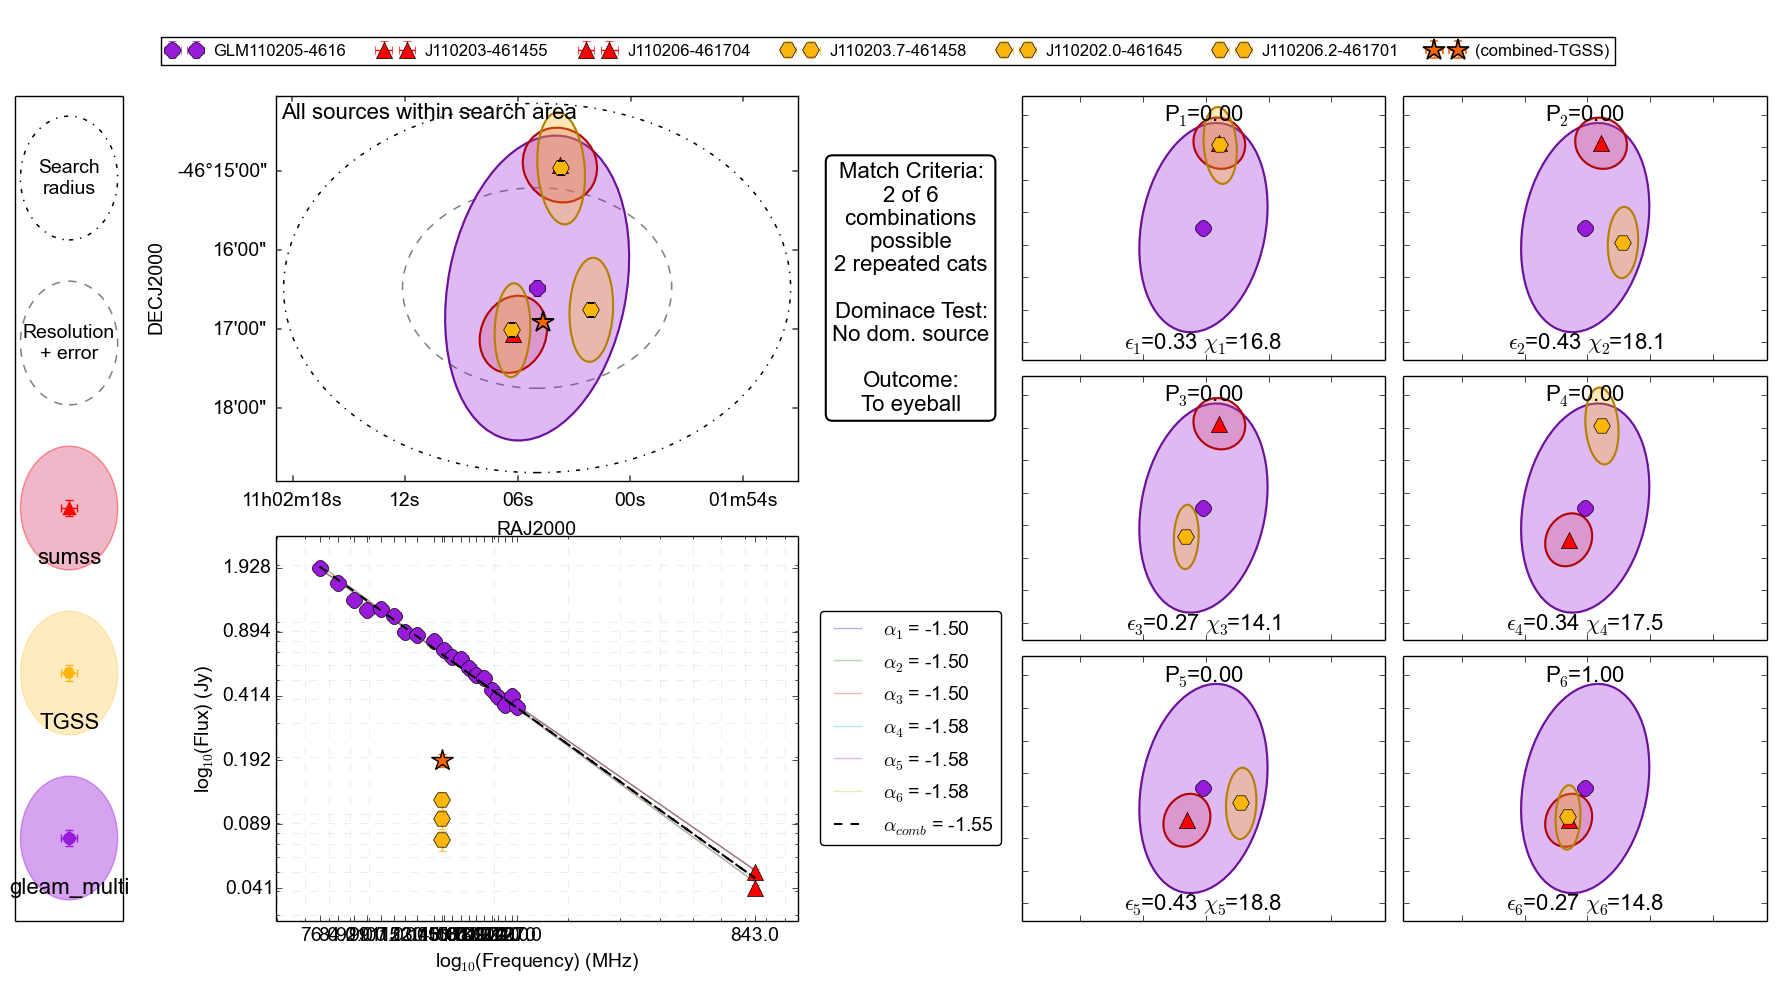 GLM110205-4616 J110203-461455 J110206-461704 J110203.7-461458 J110202.0-461645 J110206.2-461701 (combined-TGSS)
Search
radius
Resolution
+ error
sumss
TGSS
gleam_multi
All sources within search area
DECJ2000
-46°15'00"
16'00"
17'00"
18'00"
11h02m18s 12s 06s 00s 01m54s
RAJ2000
Match Criteria:
2 of 6
combinations
possible
2 repeated cats
Dominace Test:
No dom. source
Outcome:
To eyeball
log10(Flux) (Jy)
1.928
0.894
0.414
0.192
0.089
0.041
843.0
log10(Frequency) (MHz)
α1 = -1.50
α2 = -1.50
α3 = -1.50
α4 = -1.58
α5 = -1.58
α6 = -1.58
αcomb = -1.55
P1=0.00
ϵ1=0.33 χ1=16.8
P2=0.00
ϵ2=0.43 χ2=18.1
P3=0.00
ϵ3=0.27 χ3=14.1
P4=0.00
ϵ4=0.34 χ4=17.5
P5=0.00
ϵ5=0.43 χ5=18.8
P6=1.00
ϵ6=0.27 χ6=14.8